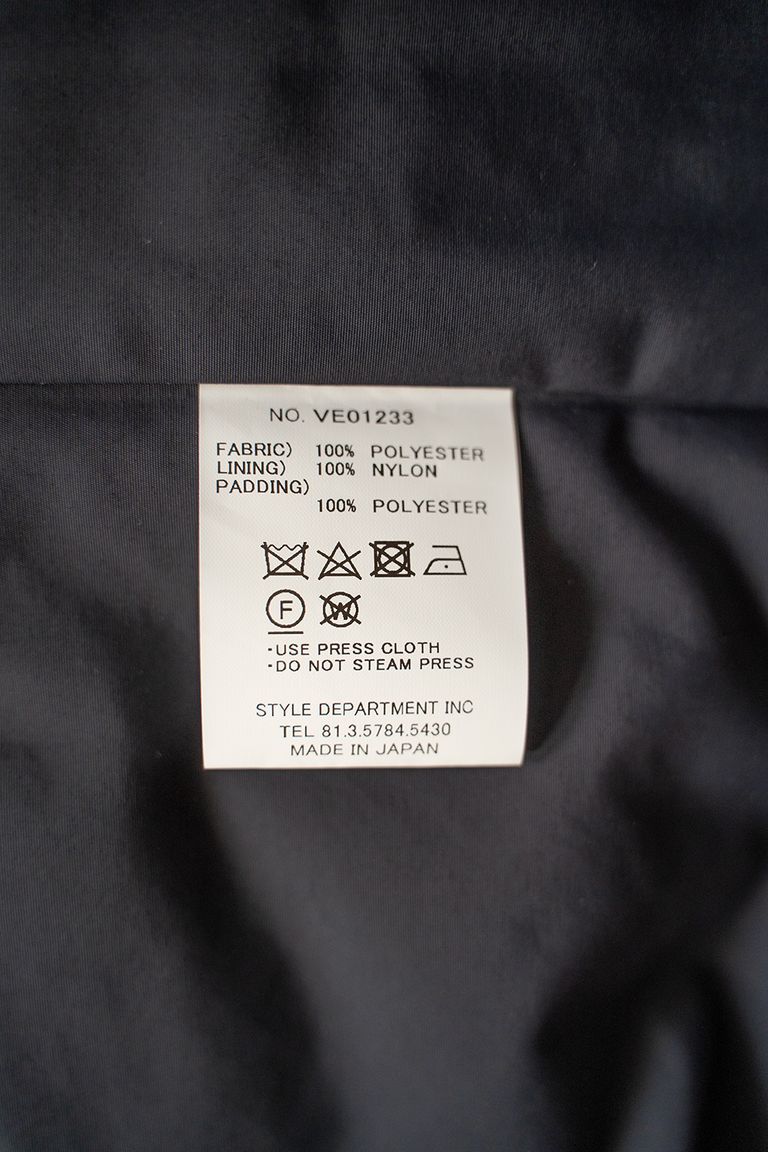 NO. VE01233
FABRIC) 100% POLYESTER
LINING) 100% NYLON
PADDING)
100% POLYESTER
F W
-USE PRESS CLOTH
-DO NOT STEAM PRESS
STYLE DEPARTMENT INC
TEL 81.3.5784.5430
MADE IN JAPAN